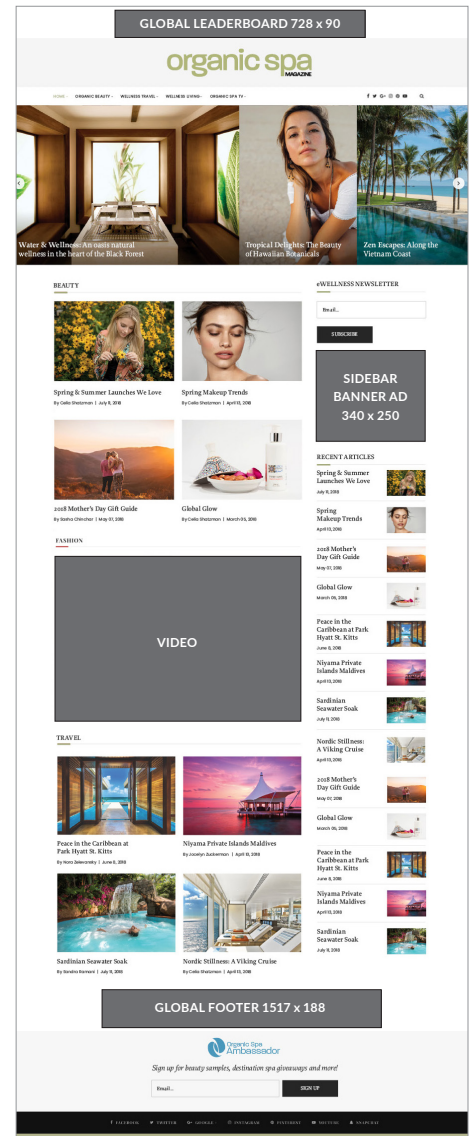 GLOBAL LEADERBOARD 728 x 90
organic spa
MAGAZINE
HOME
ORGANIC BEAUTY
WELLNESS TRAVEL
WELLNESS LIVING
ORGANIC SPA TV
Water & Wellness: An oasis natural
wellness in the heart of the Black Forest
Tropical Delights: The Beauty
of Hawaiian Botanicals
Zen Escapes: Along the
Vietnam Coast
BEAUTY
Spring & Summer Launches We Love
By Celia Shatzman | July 9, 2018
Spring Makeup Trends
By Celia Shatzman | April 13, 2018
2018 Mother's Day Gift Guide
By Sasha Chinchar | May 07, 2018
Global Glow
By Celia Shatzman | March 05, 2018
FASHION
VIDEO
TRAVEL
Peace in the Caribbean at
Park Hyatt St. Kitts
By Nora Zelevansky | June 8, 2018
Niyama Private Islands Maldives
By Jocelyn Zuckerman | April 13, 2018
Sardinian Seawater Soak
By Sandra Ramani | July 11, 2018
Nordic Stillness: A Viking Cruise
By Celia Shatzman | April 13, 2018
eWELLNESS NEWSLETTER
Email...
SUBSCRIBE
SIDEBAR
BANNER AD
340 x 250
RECENT ARTICLES
Spring & Summer
Launches We Love
July 9, 2018
Spring
Makeup Trends
April 13, 2018
2018 Mother's
Day Gift Guide
May 07, 2018
Global Glow
March 05, 2018
Peace in the
Caribbean at Park
Hyatt St. Kitts
June 8, 2018
Niyama Private
Islands Maldives
April 13, 2018
Sardinian
Seawater Soak
July 11, 2018
Nordic Stillness:
A Viking Cruise
April 13, 2018
2018 Mother's
Day Gift Guide
May 07, 2018
Global Glow
March 05, 2018
Peace in the
Caribbean at Park
Hyatt St. Kitts
June 8, 2018
Niyama Private
Islands Maldives
April 13, 2018
Sardinian
Seawater Soak
July 11, 2018
GLOBAL FOOTER 1517 x 188
Organic Spa
Ambassador
Sign up for beauty samples, destination spa giveaways and more!
Email...
SIGN UP
FACEBOOK
TWITTER
GOOGLE+
INSTAGRAM
PINTEREST
YOUTUBE
SNAPCHAT